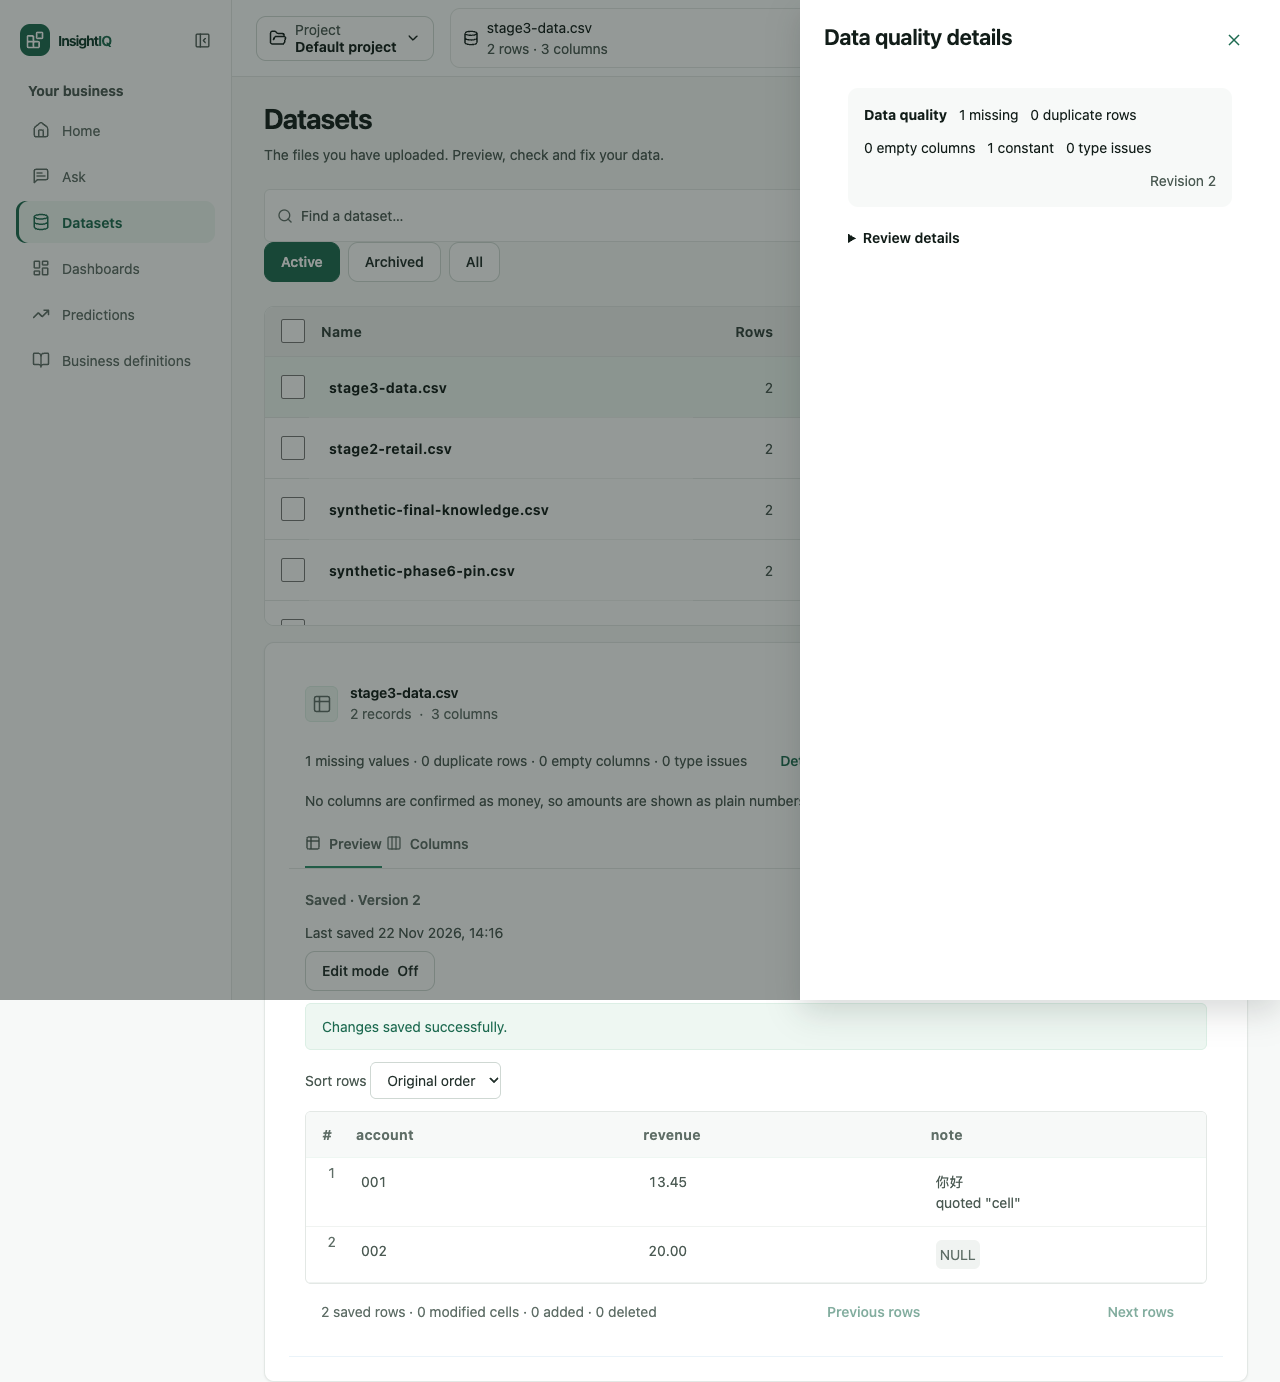 InsightIQ
Your business
Home
Ask
Datasets
Dashboards
Predictions
Business definitions
Project
Default project
stage3-data.csv
2 rows · 3 columns
Datasets
The files you have uploaded. Preview, check and fix your data.
Find a dataset...
Active Archived All
Name Rows
stage3-data.csv 2
stage2-retail.csv 2
synthetic-final-knowledge.csv 2
synthetic-phase6-pin.csv 2
stage3-data.csv
2 records · 3 columns
1 missing values · 0 duplicate rows · 0 empty columns · 0 type issues
No columns are confirmed as money, so amounts are shown as plain numbers
Preview Columns
Saved · Version 2
Last saved 22 Nov 2026, 14:16
Edit mode Off
Changes saved successfully.
Sort rows Original order
# account revenue note
1 001 13.45 你好
quoted "cell"
2 002 20.00 NULL
2 saved rows · 0 modified cells · 0 added · 0 deleted Previous rows Next rows
Data quality details
Data quality 1 missing 0 duplicate rows
0 empty columns 1 constant 0 type issues
Revision 2
Review details